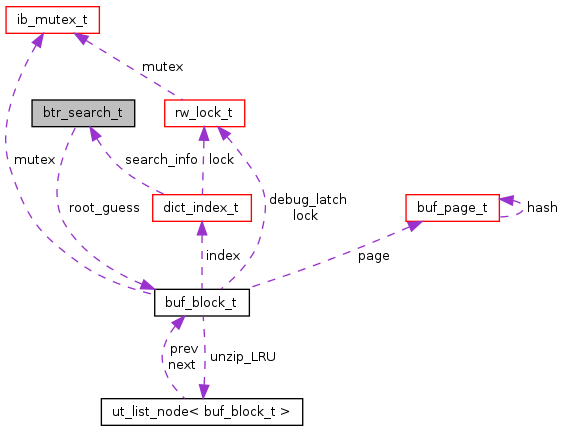 ib_mutex_t
mutex
btr_search_t
rw_lock_t
mutex
search_info
lock
root_guess
dict_index_t
debug_latch
lock
buf_page_t
hash
index
page
buf_block_t
prev
next
unzip_LRU
ut_list_node< buf_block_t >